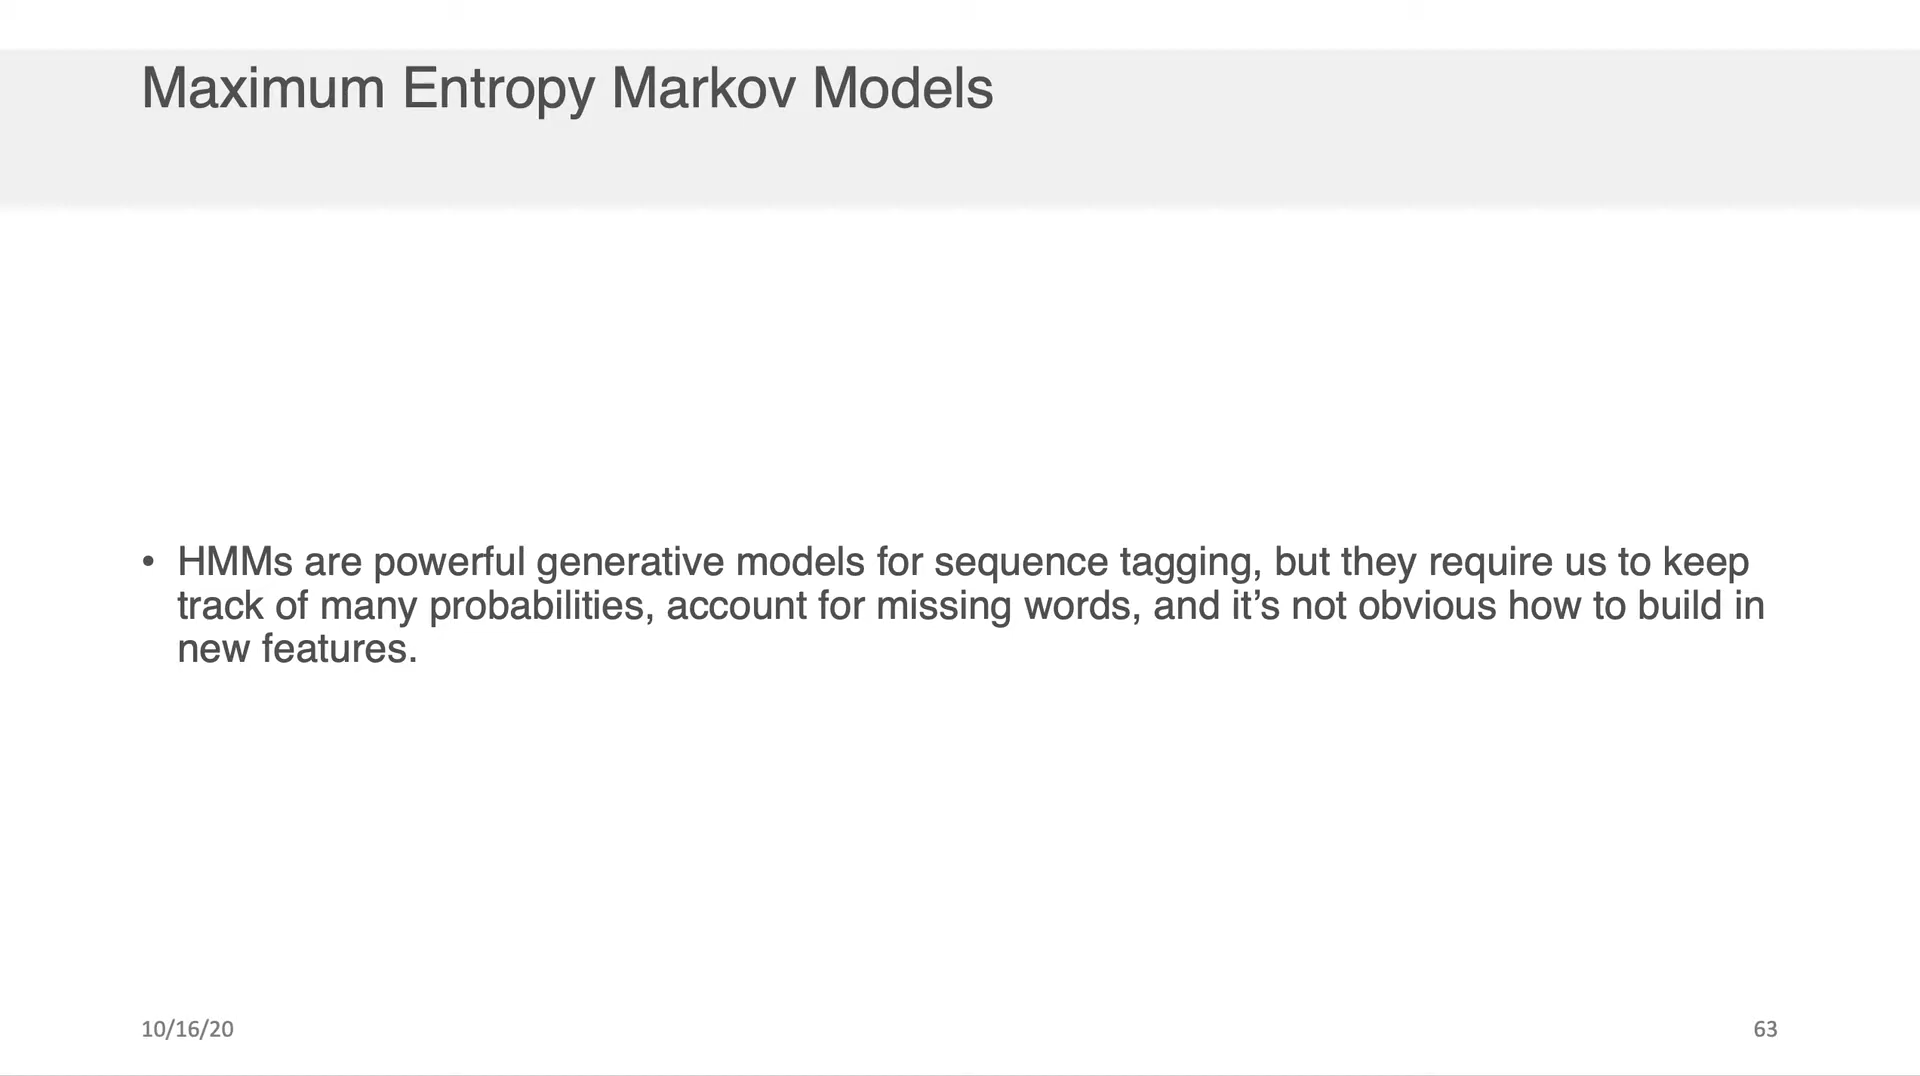 Maximum Entropy Markov Models
• HMMs are powerful generative models for sequence tagging, but they require us to keep
track of many probabilities, account for missing words, and it’s not obvious how to build in
new features.
10/16/20
63